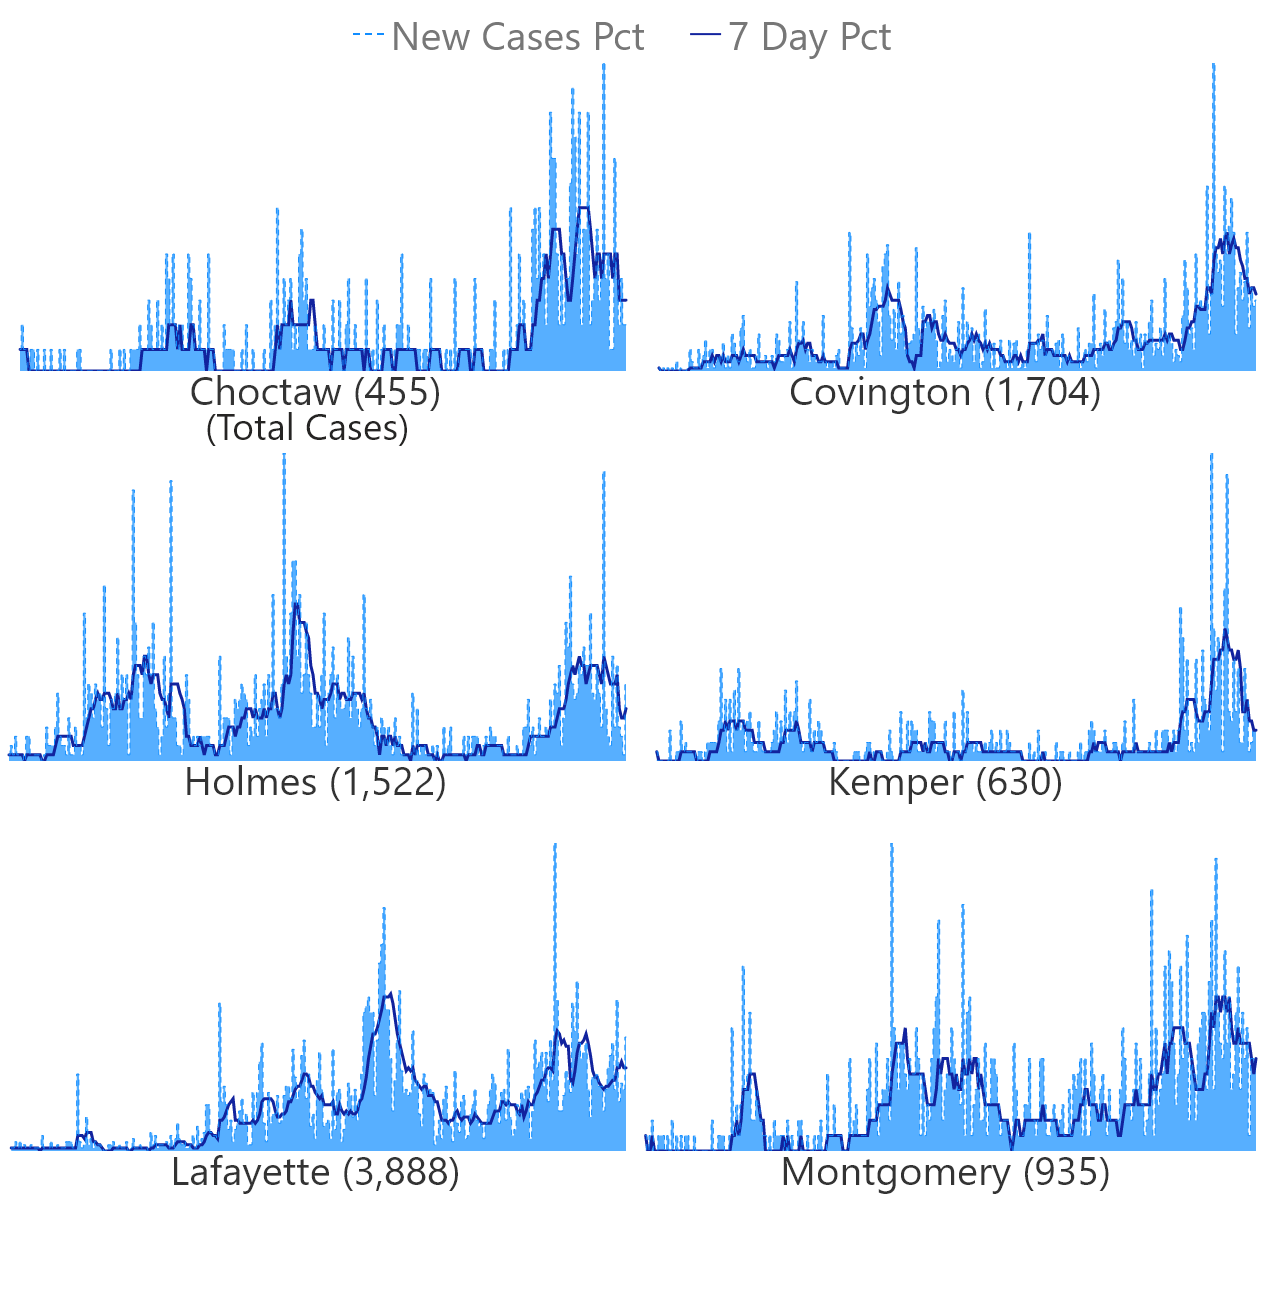 New Cases Pct 7 Day Pct
Choctaw (455)
(Total Cases)
Covington (1,704)
Holmes (1,522)
Kemper (630)
Lafayette (3,888)
Montgomery (935)